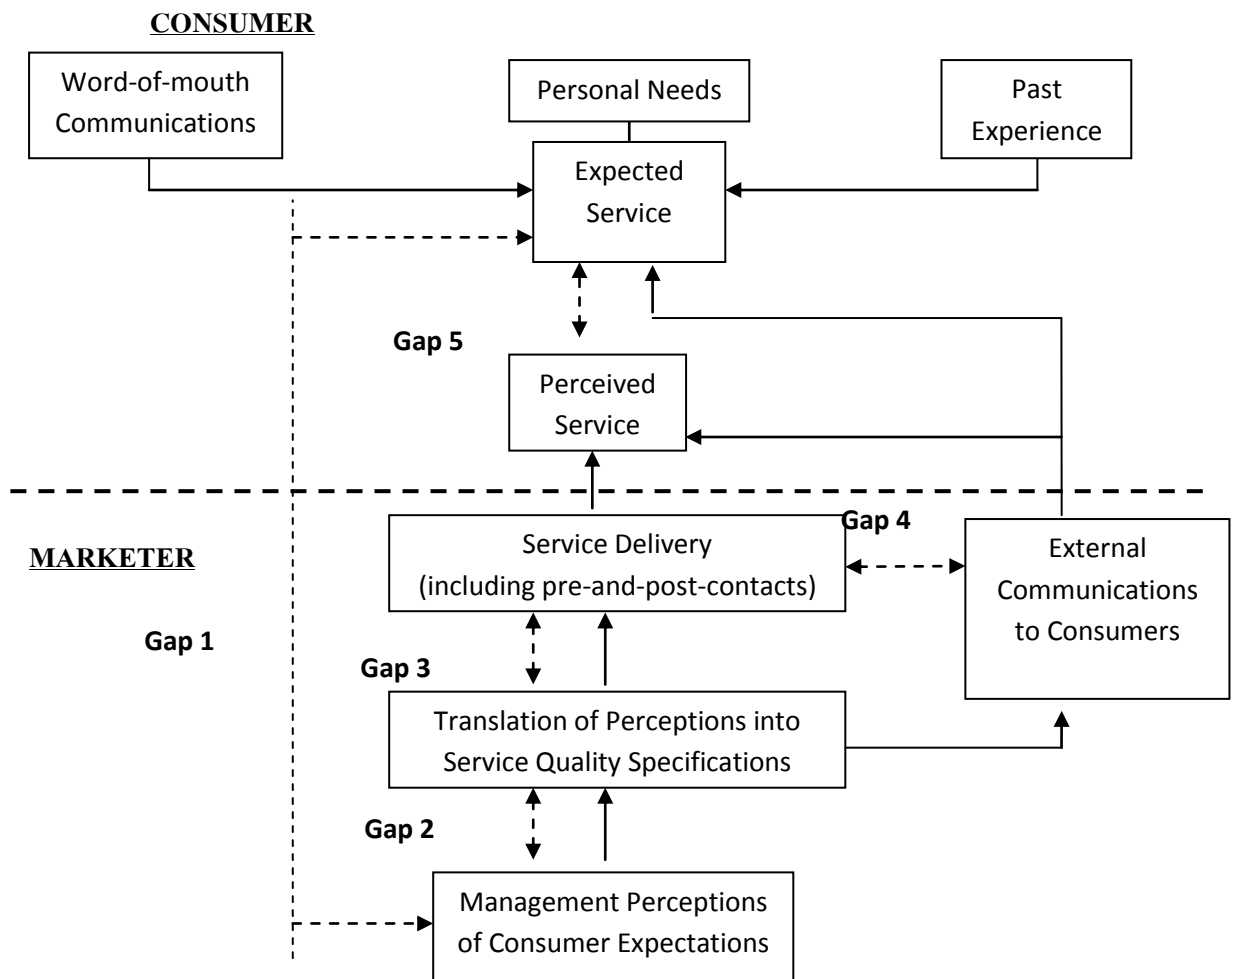 CONSUMER
Word-of-mouth
Communications
Personal Needs
Past
Experience
Expected
Service
Gap 5
Perceived
Service
MARKETER
Service Delivery
(including pre-and-post-contacts)
Gap 4
External
Communications
to Consumers
Gap 1
Gap 3
Translation of Perceptions into
Service Quality Specifications
Gap 2
Management Perceptions
of Consumer Expectations